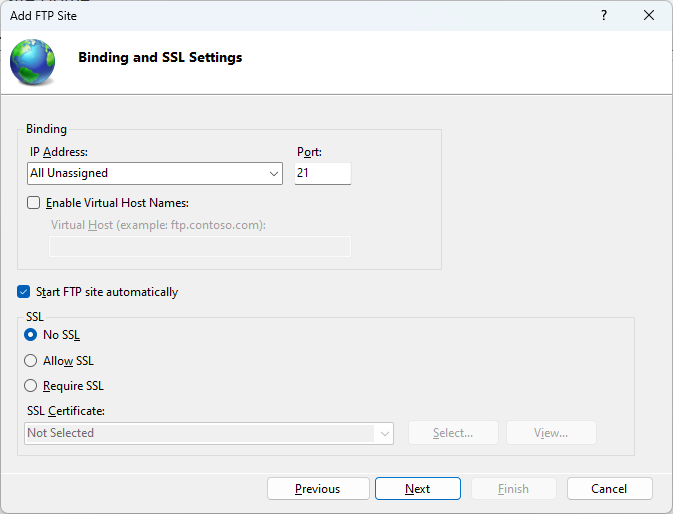 Add FTP Site
?
Binding and SSL Settings
Binding
IP Address:
Port:
All Unassigned
21
Enable Virtual Host Names:
Virtual Host (example: ftp.contoso.com):
Start FTP site automatically
SSL
No SSL
Allow SSL
Require SSL
SSL Certificate:
Not Selected
Select...
View...
Previous
Next
Finish
Cancel